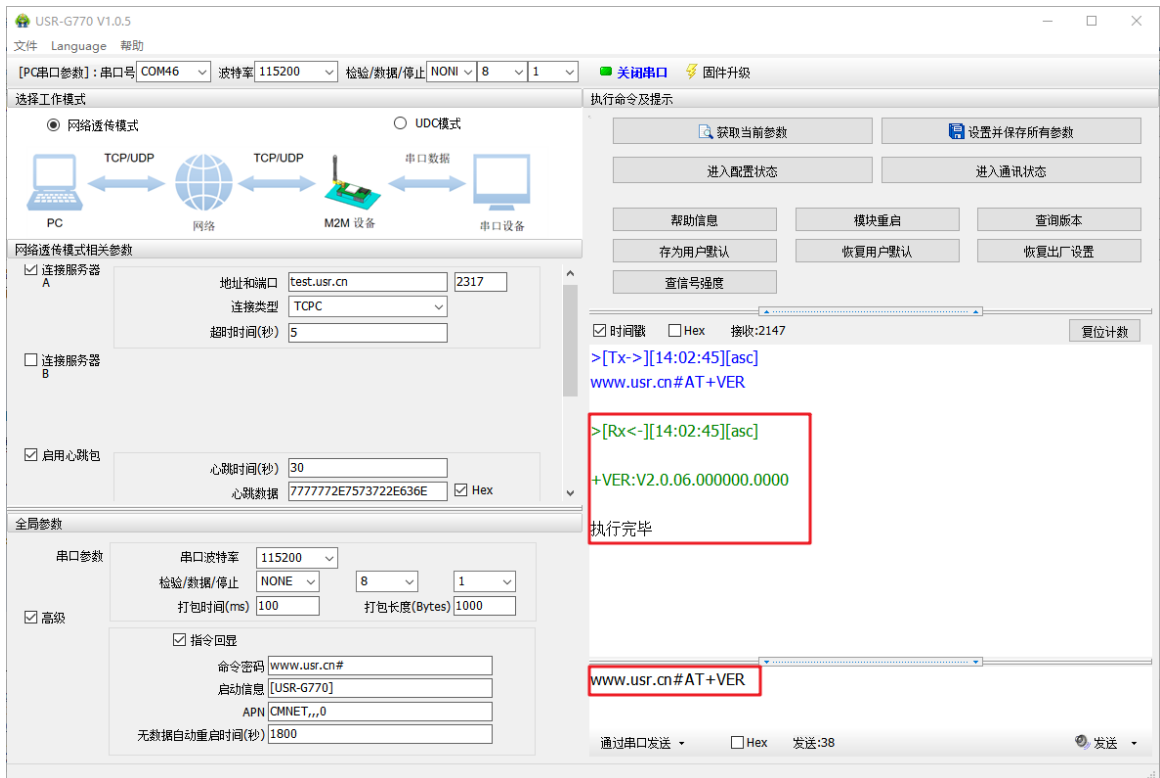 USR-G770 V1.0.5
文件 Language 帮助
[PC串口参数]：串口号 COM46 波特率 115200 检验/数据/停止 NONI 8 1 关闭串口 固件升级
选择工作模式
网络透传模式 UDC模式
TCP/UDP TCP/UDP 串口数据
PC 网络 M2M 设备 串口设备
网络透传模式相关参数
连接服务器
A
地址和端口 test.usr.cn 2317
连接类型 TCPC
超时时间(秒) 5
连接服务器
B
启用心跳包
心跳时间(秒) 30
心跳数据 7777772E7573722E636E Hex
全局参数
串口参数 串口波特率 115200
检验/数据/停止 NONE 8 1
打包时间(ms) 100 打包长度(Bytes) 1000
高级
指令回显
命令密码 www.usr.cn#
启动信息 [USR-G770]
APN CMNET,,,0
无数据自动重启时间(秒) 1800
执行命令及提示
获取当前参数 设置并保存所有参数
进入配置状态 进入通讯状态
帮助信息 模块重启 查询版本
存为用户默认 恢复用户默认 恢复出厂设置
查信号强度
时间戳 Hex 接收:2147 复位计数
>[Tx->][14:02:45][asc]
www.usr.cn#AT+VER
>[Rx<-][14:02:45][asc]
+VER:V2.0.06.000000.0000
执行完毕
www.usr.cn#AT+VER
通过串口发送 Hex 发送:38 发送